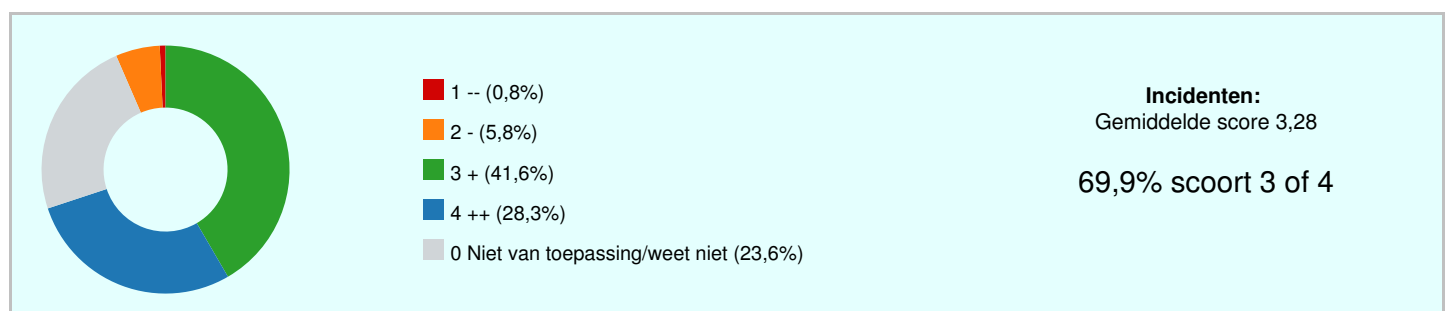 1 -- (0,8%)
2 - (5,8%)
3 + (41,6%)
4 ++ (28,3%)
0 Niet van toepassing/weet niet (23,6%)
Incidenten:
Gemiddelde score 3,28
69,9% scoort 3 of 4